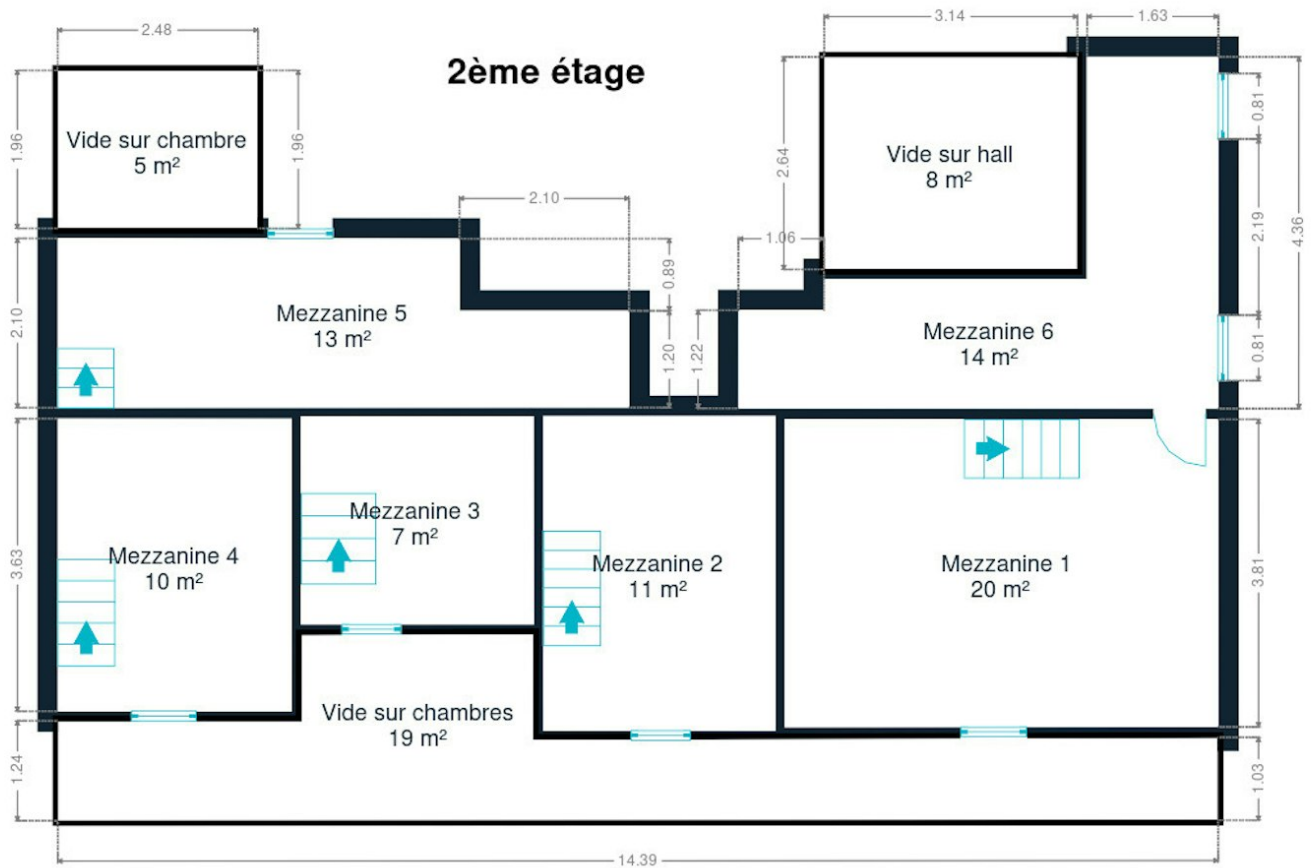 2.48
3.14
1.63
2ème étage
1.96
Vide sur chambre
5 m²
1.96
2.64
Vide sur hall
8 m²
0.81
2.19
4.36
2.10
1.06
0.89
2.10
Mezzanine 5
13 m²
1.20
1.22
Mezzanine 6
14 m²
0.81
3.63
Mezzanine 4
10 m²
Mezzanine 3
7 m²
Mezzanine 2
11 m²
Mezzanine 1
20 m²
3.81
Vide sur chambres
19 m²
1.24
1.03
14.39